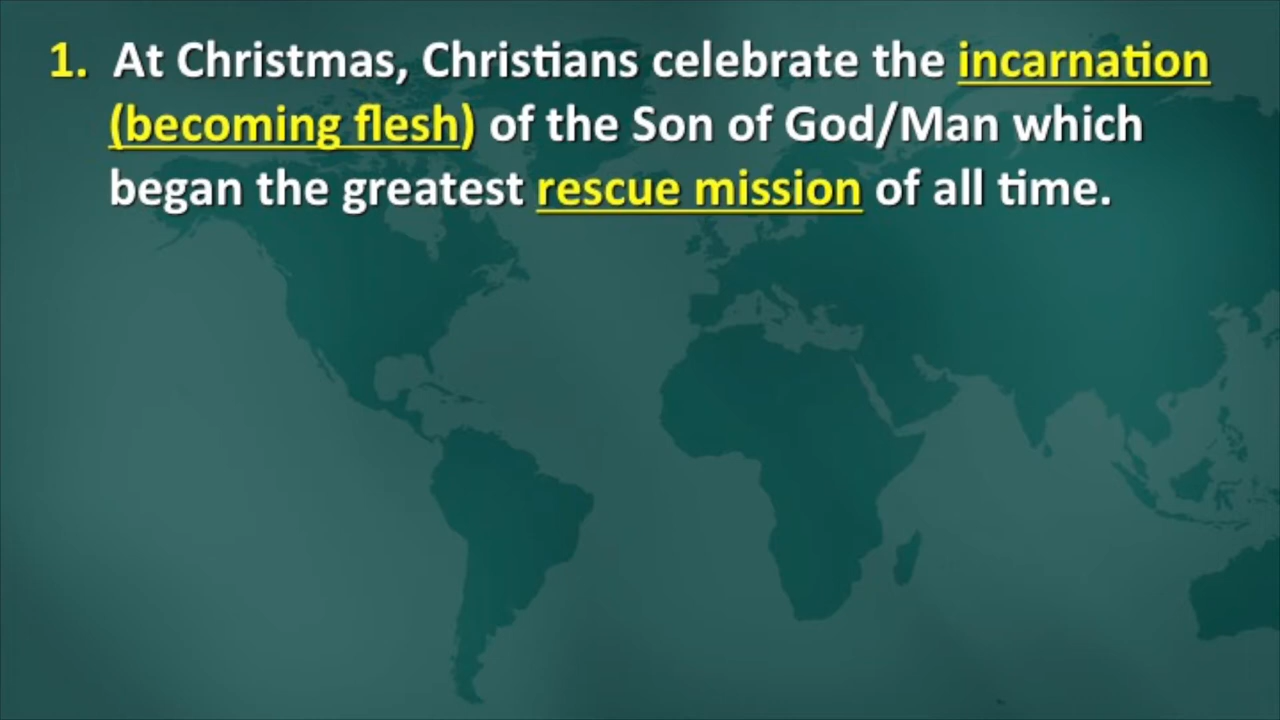 1. At Christmas, Christians celebrate the incarnation
(becoming flesh) of the Son of God/Man which
began the greatest rescue mission of all time.